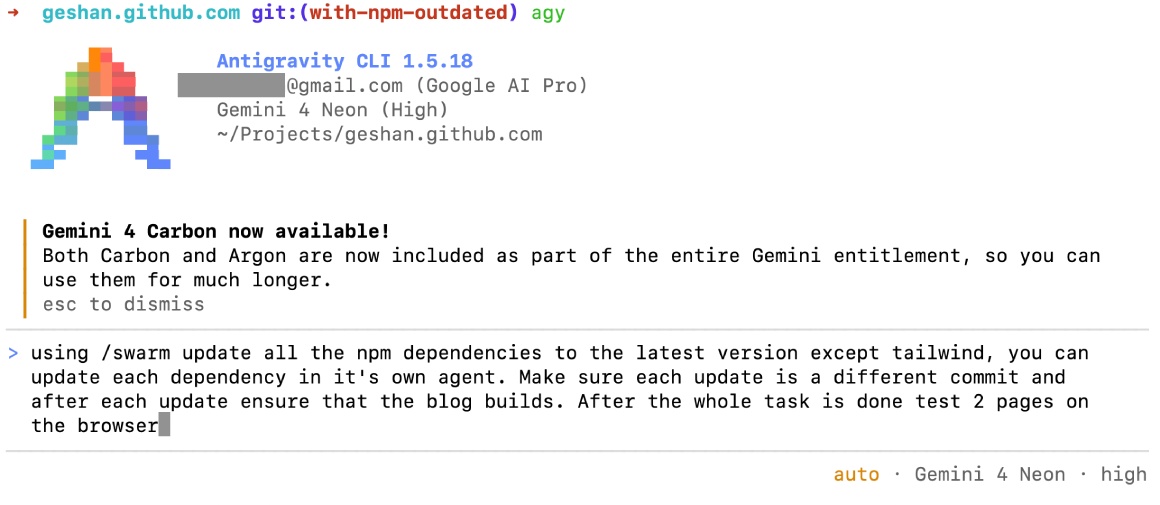 ➜ geshan.github.com git:(with-npm-outdated) agy
Antigravity CLI 1.5.18
@gmail.com (Google AI Pro)
Gemini 4 Neon (High)
~/Projects/geshan.github.com
Gemini 4 Carbon now available!
Both Carbon and Argon are now included as part of the entire Gemini entitlement, so you can
use them for much longer.
esc to dismiss
> using /swarm update all the npm dependencies to the latest version except tailwind, you can
update each dependency in it's own agent. Make sure each update is a different commit and
after each update ensure that the blog builds. After the whole task is done test 2 pages on
the browser
auto · Gemini 4 Neon · high